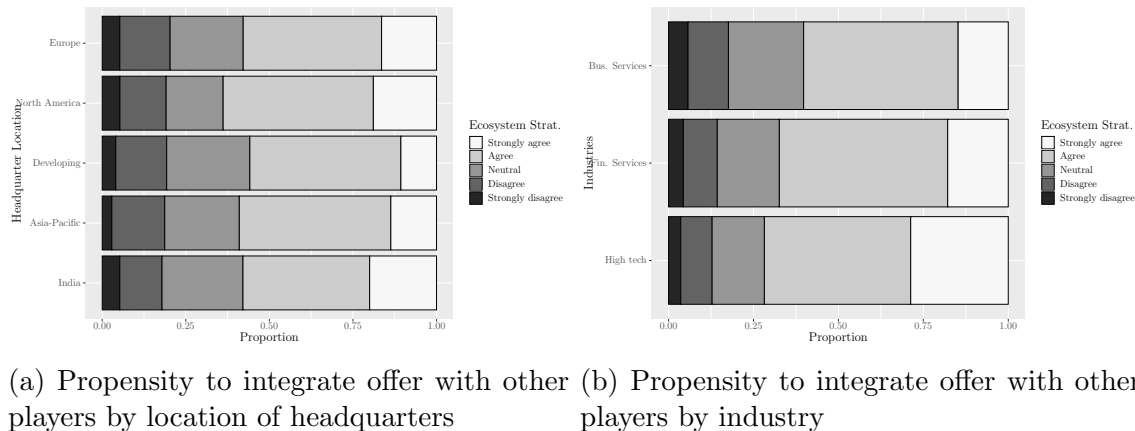 Europe
North America
Developing
Asia-Pacific
India
Headquarter Location
0.00 0.25 0.50 0.75 1.00
Proportion
Ecosystem Strat.
Strongly agree
Agree
Neutral
Disagree
Strongly disagree
(a) Propensity to integrate offer with other
players by location of headquarters
Bus. Services
Fin. Services
High tech
Industries
0.00 0.25 0.50 0.75 1.00
Proportion
Ecosystem Strat.
Strongly agree
Agree
Neutral
Disagree
Strongly disagree
(b) Propensity to integrate offer with other
players by industry